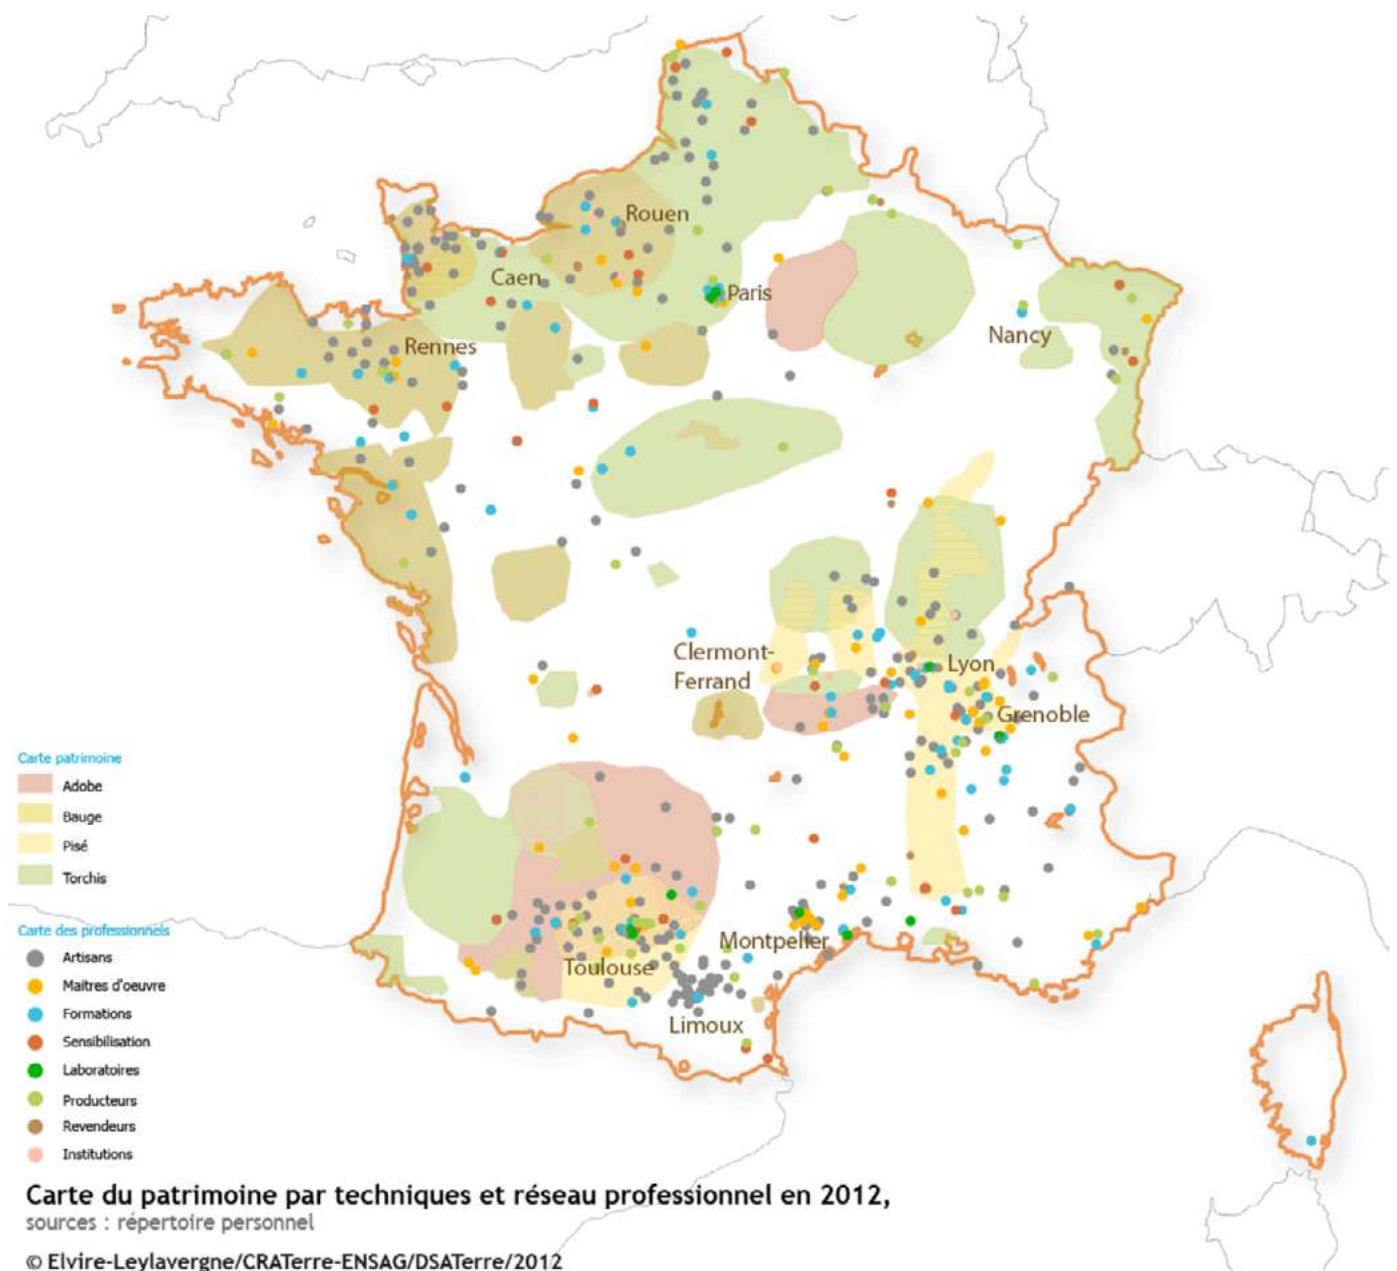 Rouen
Caen
Paris
Nancy
Rennes
Clermont-
Ferrand
Lyon
Grenoble
Montpelier
Toulouse
Limoux
Carte patrimoine
Adobe
Bauge
Pisé
Torchis
Carte des professionnels
Artisans
Maitres d'oeuvre
Formations
Sensibilisation
Laboratoires
Producteurs
Revendeurs
Institutions
Carte du patrimoine par techniques et réseau professionnel en 2012,
sources : répertoire personnel
© Elvire-Leylavergne/CRATerre-ENSAG/DSATerre/2012